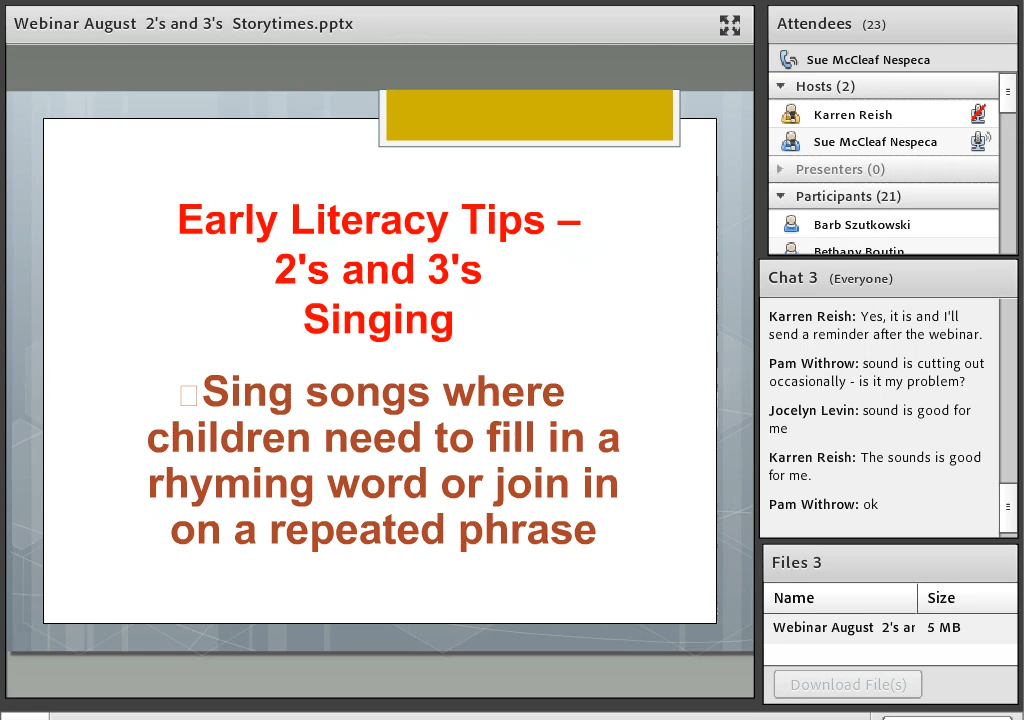 Webinar August 2's and 3's Storytimes.pptx
Early Literacy Tips –
2's and 3's
Singing
Sing songs where
children need to fill in a
rhyming word or join in
on a repeated phrase
Attendees (23)
Sue McCleaf Nespeca
Hosts (2)
Karren Reish
Sue McCleaf Nespeca
Presenters (0)
Participants (21)
Barb Szutkowski
Bethany Boutin
Chat 3 (Everyone)
Karren Reish: Yes, it is and I'll
send a reminder after the webinar.
Pam Withrow: sound is cutting out
occasionally - is it my problem?
Jocelyn Levin: sound is good for
me
Karren Reish: The sounds is good
for me.
Pam Withrow: ok
Files 3
Name Size
Webinar August 2's ar 5 MB
Download File(s)